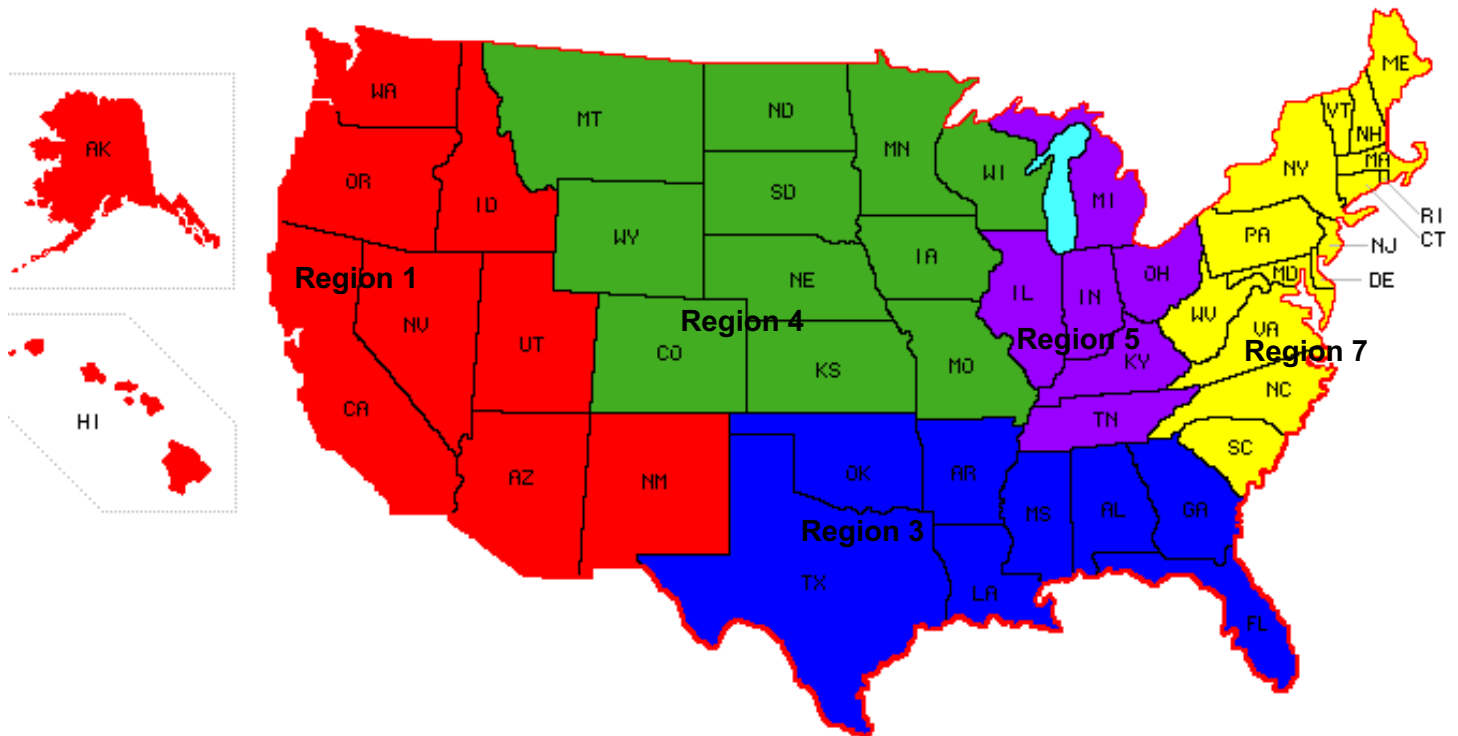 ME
WA
VT
ND
MT
NH
AK
MN
MA
NY
OR
WI
SD
MI
ID
RI
WY
PA
CT
NJ
IA
OH
MD
Region 1
NE
DE
IL
IN
WV
NV
Region 4
VA
UT
CO
Region 5
Region 7
KY
KS
MO
NC
CA
HI
TN
SC
AZ
NM
OK
AR
MS
AL
GA
Region 3
TX
LA
FL